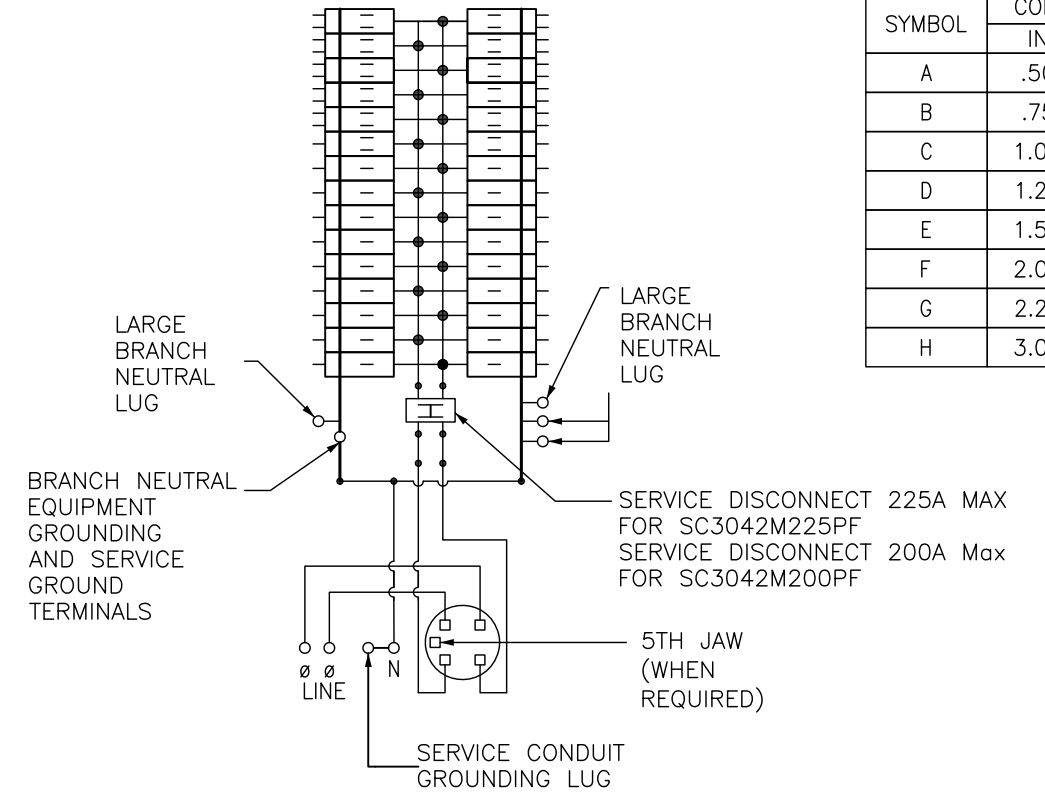 SYMBOL
A
B
C
D
E
F
G
H
LARGE
BRANCH
NEUTRAL
LUG
LARGE
BRANCH
NEUTRAL
LUG
BRANCH NEUTRAL
EQUIPMENT
GROUNDING
AND SERVICE
GROUND
TERMINALS
SERVICE DISCONNECT 225A MAX
FOR SC3042M225PF
SERVICE DISCONNECT 200A Max
FOR SC3042M200PF
5TH JAW
(WHEN
REQUIRED)
ø ø
LINE
N
SERVICE CONDUIT
GROUNDING LUG